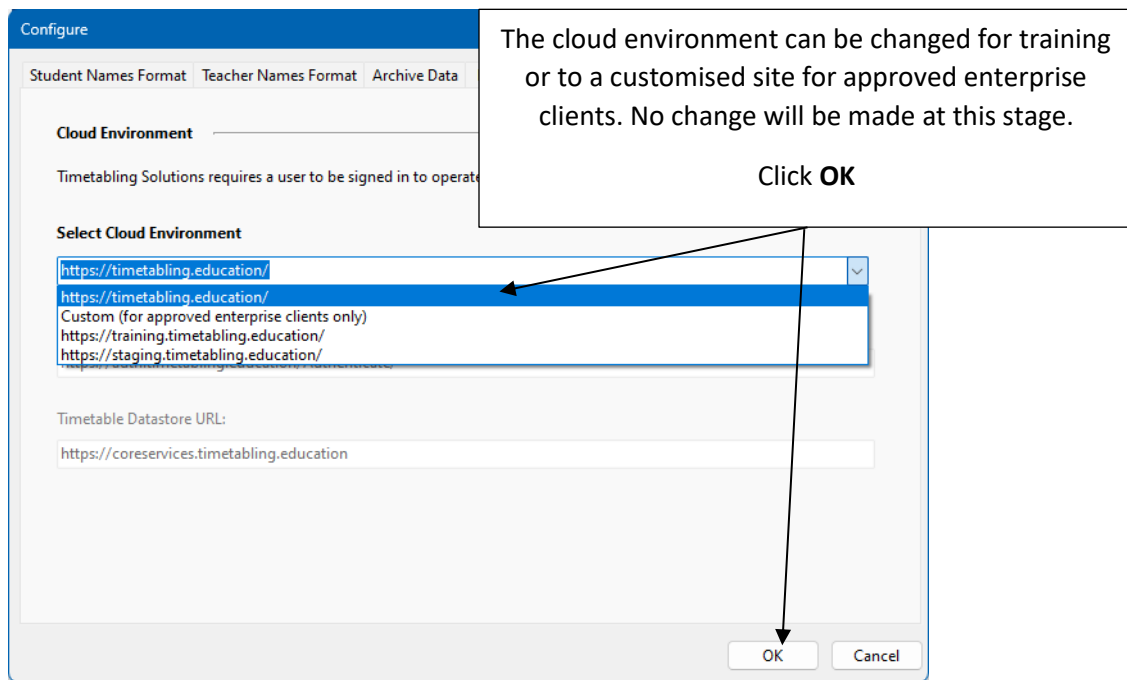 Configure
The cloud environment can be changed for training
or to a customised site for approved enterprise
clients. No change will be made at this stage.
Click OK
Student Names Format Teacher Names Format Archive Data
Cloud Environment
Timetabling Solutions requires a user to be signed in to operate
Select Cloud Environment
https://timetabling.education/
https://timetabling.education/
Custom (for approved enterprise clients only)
https://training.timetabling.education/
https://staging.timetabling.education/
Timetable Datastore URL:
https://coreservices.timetabling.education
OK Cancel